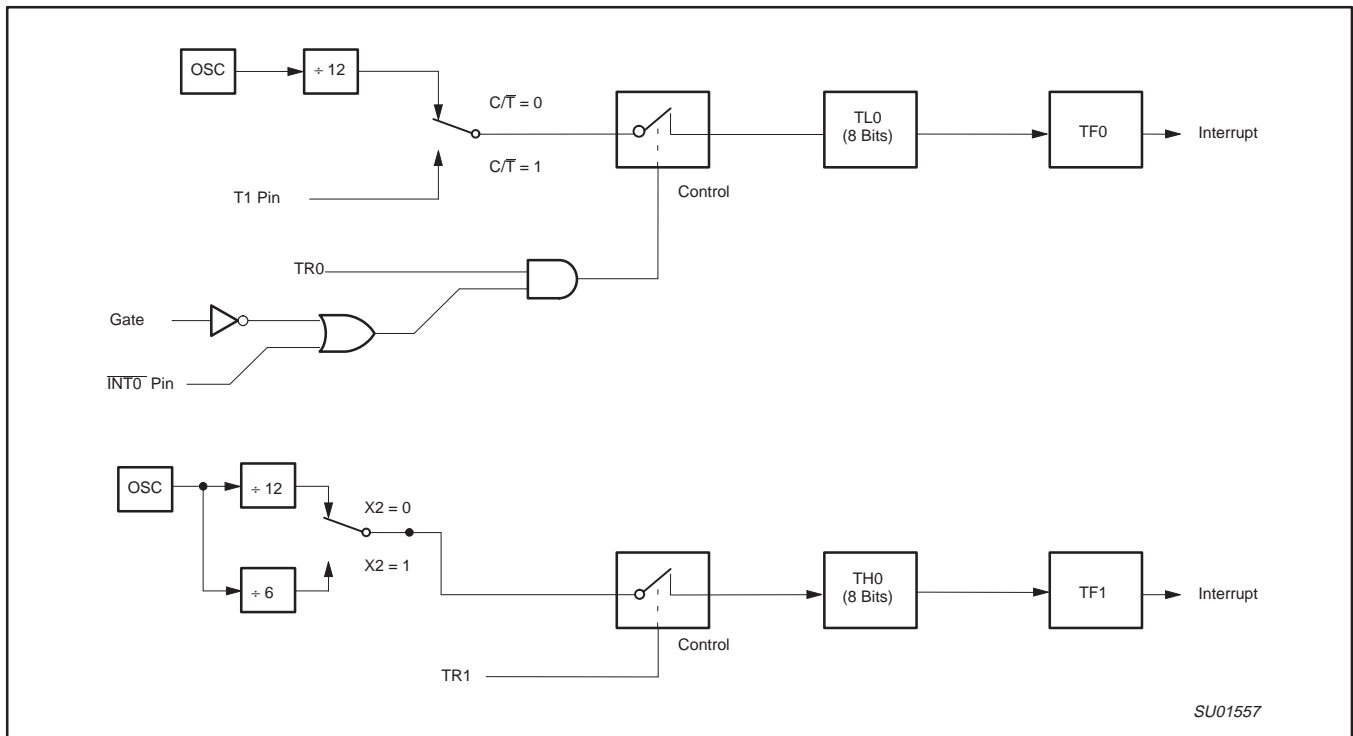 OSC
÷ 12
C/T̅ = 0
C/T̅ = 1
T1 Pin
Control
TL0
(8 Bits)
TF0
Interrupt
TR0
Gate
I̅N̅T̅0̅ Pin
OSC
÷ 12
÷ 6
X2 = 0
X2 = 1
Control
TR1
TH0
(8 Bits)
TF1
Interrupt
SU01557